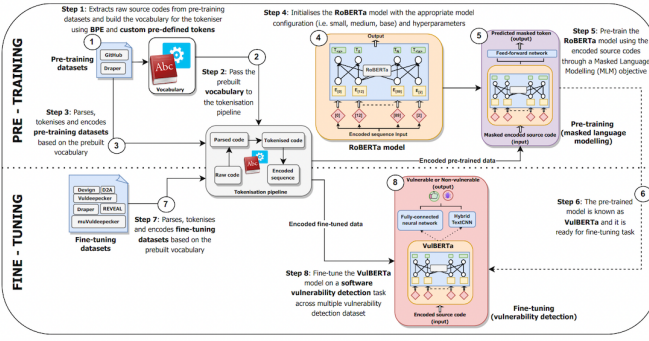 PRE - TRAINING
Step 1: Extracts raw source codes from pre-training
datasets and build the vocabulary for the tokeniser
using BPE and custom pre-defined tokens
1
GitHub
Draper
Pre-training
datasets
Abc
Vocabulary
2
Step 2: Pass the
prebuilt
vocabulary to the
tokenisation
pipeline
Step 3: Parses,
tokenises and encodes
pre-training datasets
based on the prebuilt
vocabulary
3
Parsed code
Tokenised code
Abc
Raw code
Encoded
sequence
Tokenisation pipeline
Step 4: Initialises the RoBERTa model with the appropriate model
configuration (i.e. small, medium, base) and hyperparameters
4
Output
RoBERTa
Encoded sequence Input
RoBERTa model
Encoded pre-trained data
Predicted masked token
(output)
Feed-forward network
5
RoBERTa
Masked encoded source code
(input)
Step 5: Pre-train the
RoBERTa model using the
encoded source codes
through a Masked Language
Modelling (MLM) objective
Pre-training
(masked language
modelling)
6
Step 6: The pre-trained
model is known as
VulBERTa and it is
ready for fine-tuning task
FINE - TUNING
Design
D2A
Vuldeepecker
Draper
REVEAL
muVuldeepecker
Fine-tuning
datasets
7
Step 7: Parses, tokenises
and encodes fine-tuning
datasets based on the
prebuilt vocabulary
Encoded fine-tuned data
Step 8: Fine-tune the VulBERTa
model on a software
vulnerability detection task
across multiple vulnerability
detection dataset
8
Vulnerable or Non-vulnerable
(output)
Fully-connected
neural network
Hybrid
TextCNN
VulBERTa
Encoded source code
(input)
Fine-tuning
(vulnerability detection)